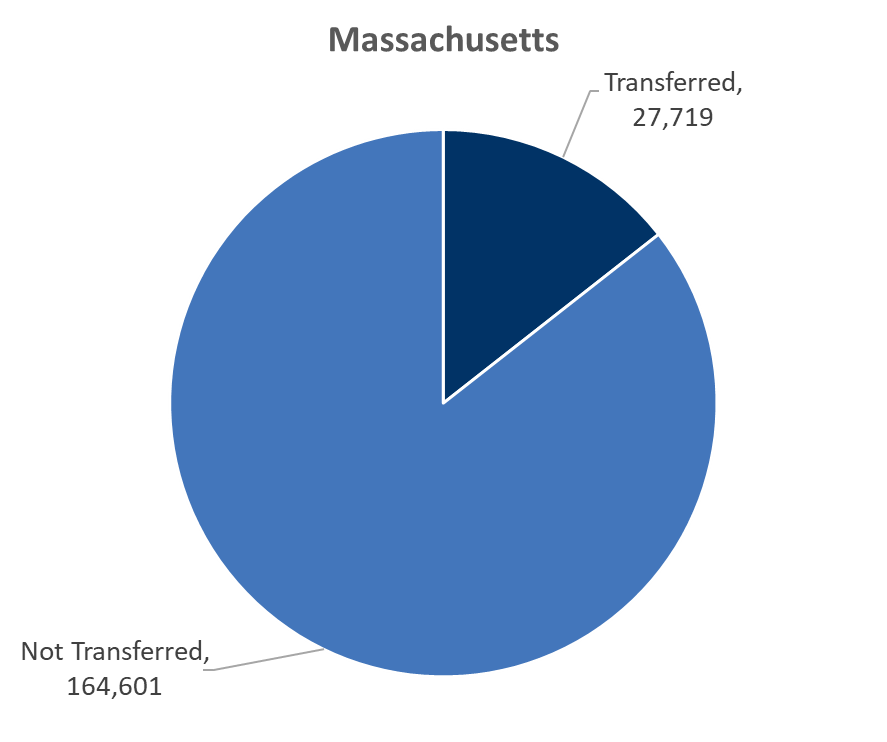 Massachusetts
Transferred,
27,719
Not Transferred,
164,601